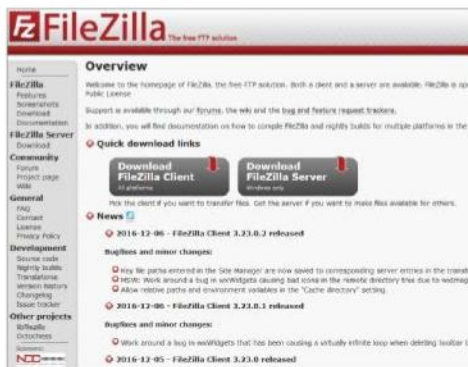 FileZilla
The free FTP solution
Home
FileZilla
Features
Screenshots
Download
Documentation
FileZilla Server
Download
Community
Forum
Project page
Wiki
General
FAQ
Contact
License
Privacy Policy
Development
Source code
Nightly builds
Translations
Version history
Changelog
Issue tracker
Other projects
Octochess
Overview
Welcome to the homepage of FileZilla, the free FTP solution. Both a client and a server are available. FileZilla is
Public License
Support is available through our forums, the wiki and the bug and feature request trackers.
In addition, you will find documentation on how to compile FileZilla and nightly builds for multiple platforms in the
Quick download links
Download
FileZilla Client
All platforms
Download
FileZilla Server
Windows only
Pick the client if you want to transfer files. Get the server if you want to make files available for others.
News
2016-12-06 - FileZilla Client 3.23.0.2 released
Bugfixes and minor changes:
Key file paths entered in the Site Manager are now saved to corresponding server entries in the
MSW: Work around a bug in wxWidgets causing bad icons in the remote directory tree due to
Allow relative paths and environment variables in the "Cache directory" setting.
2016-12-06 - FileZilla Client 3.23.0.1 released
Bugfixes and minor changes:
Work around a bug in wxWidgets that has been causing a virtually infinite loop when deleting toolbar
2016-12-05 - FileZilla Client 3.23.0 released